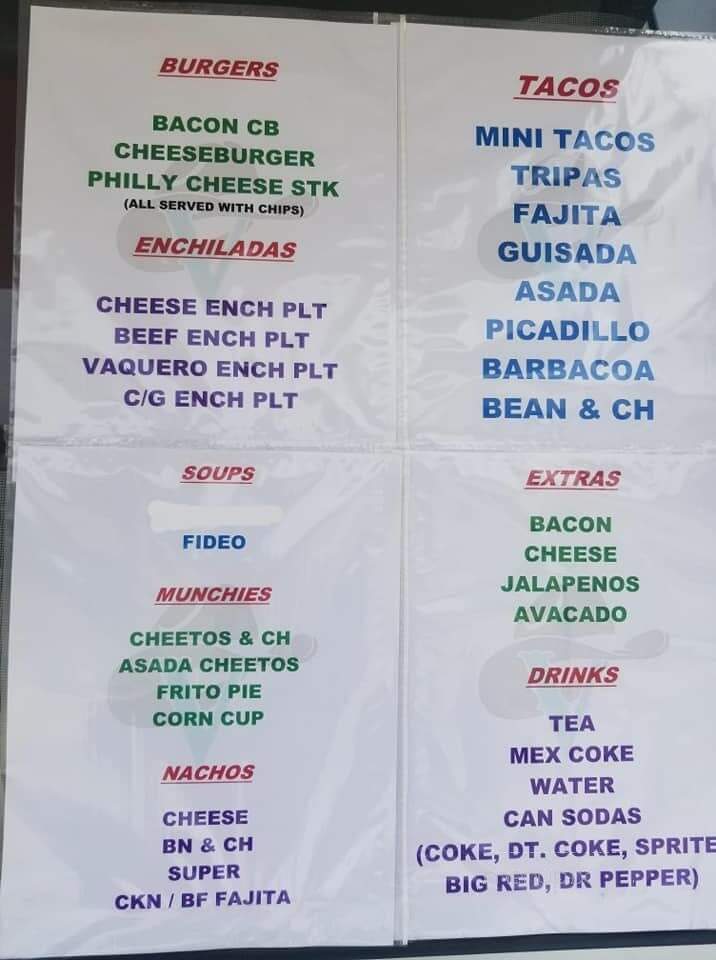 BURGERS
BACON CB
CHEESEBURGER
PHILLY CHEESE STK
(ALL SERVED WITH CHIPS)
ENCHILADAS
CHEESE ENCH PLT
BEEF ENCH PLT
VAQUERO ENCH PLT
C/G ENCH PLT
SOUPS
FIDEO
MUNCHIES
CHEETOS & CH
ASADA CHEETOS
FRITO PIE
CORN CUP
NACHOS
CHEESE
BN & CH
SUPER
CKN / BF FAJITA
TACOS
MINI TACOS
TRIPAS
FAJITA
GUISADA
ASADA
PICADILLO
BARBACOA
BEAN & CH
EXTRAS
BACON
CHEESE
JALAPENOS
AVACADO
DRINKS
TEA
MEX COKE
WATER
CAN SODAS
(COKE, DT. COKE, SPRITE
BIG RED, DR PEPPER)